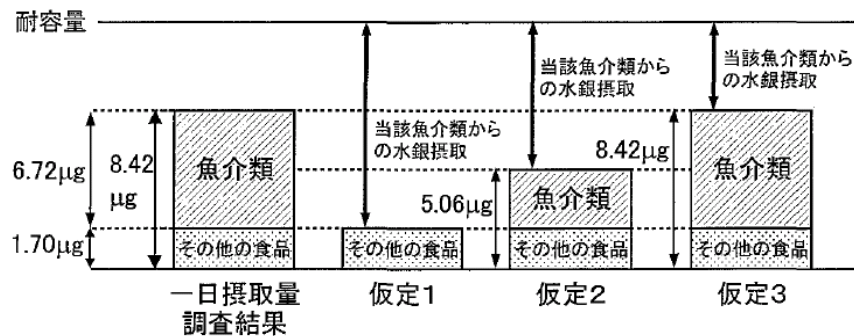 耐容量
当該魚介類から
の水銀摂取
当該魚介類から
の水銀摂取
当該魚介類から
の水銀摂取
6.72μg
8.42
μg
魚介類
5.06μg
魚介類
8.42μg
魚介類
1.70μg
その他の食品
その他の食品
その他の食品
その他の食品
一日摂取量
調査結果
仮定1
仮定2
仮定3